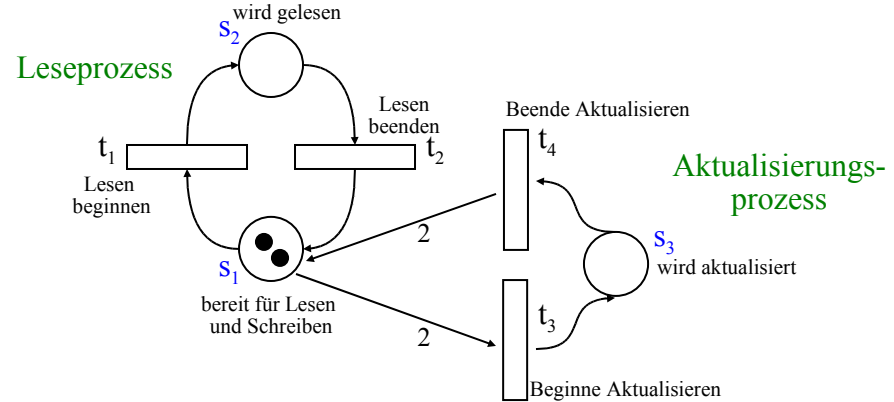 wird gelesen
s2
Leseprozess
Lesen
beenden
t1
t2
Lesen
beginnen
s1
bereit für Lesen
und Schreiben
2
2
Beende Aktualisieren
t4
Aktualisierungs-
prozess
s3
wird aktualisiert
t3
Beginne Aktualisieren